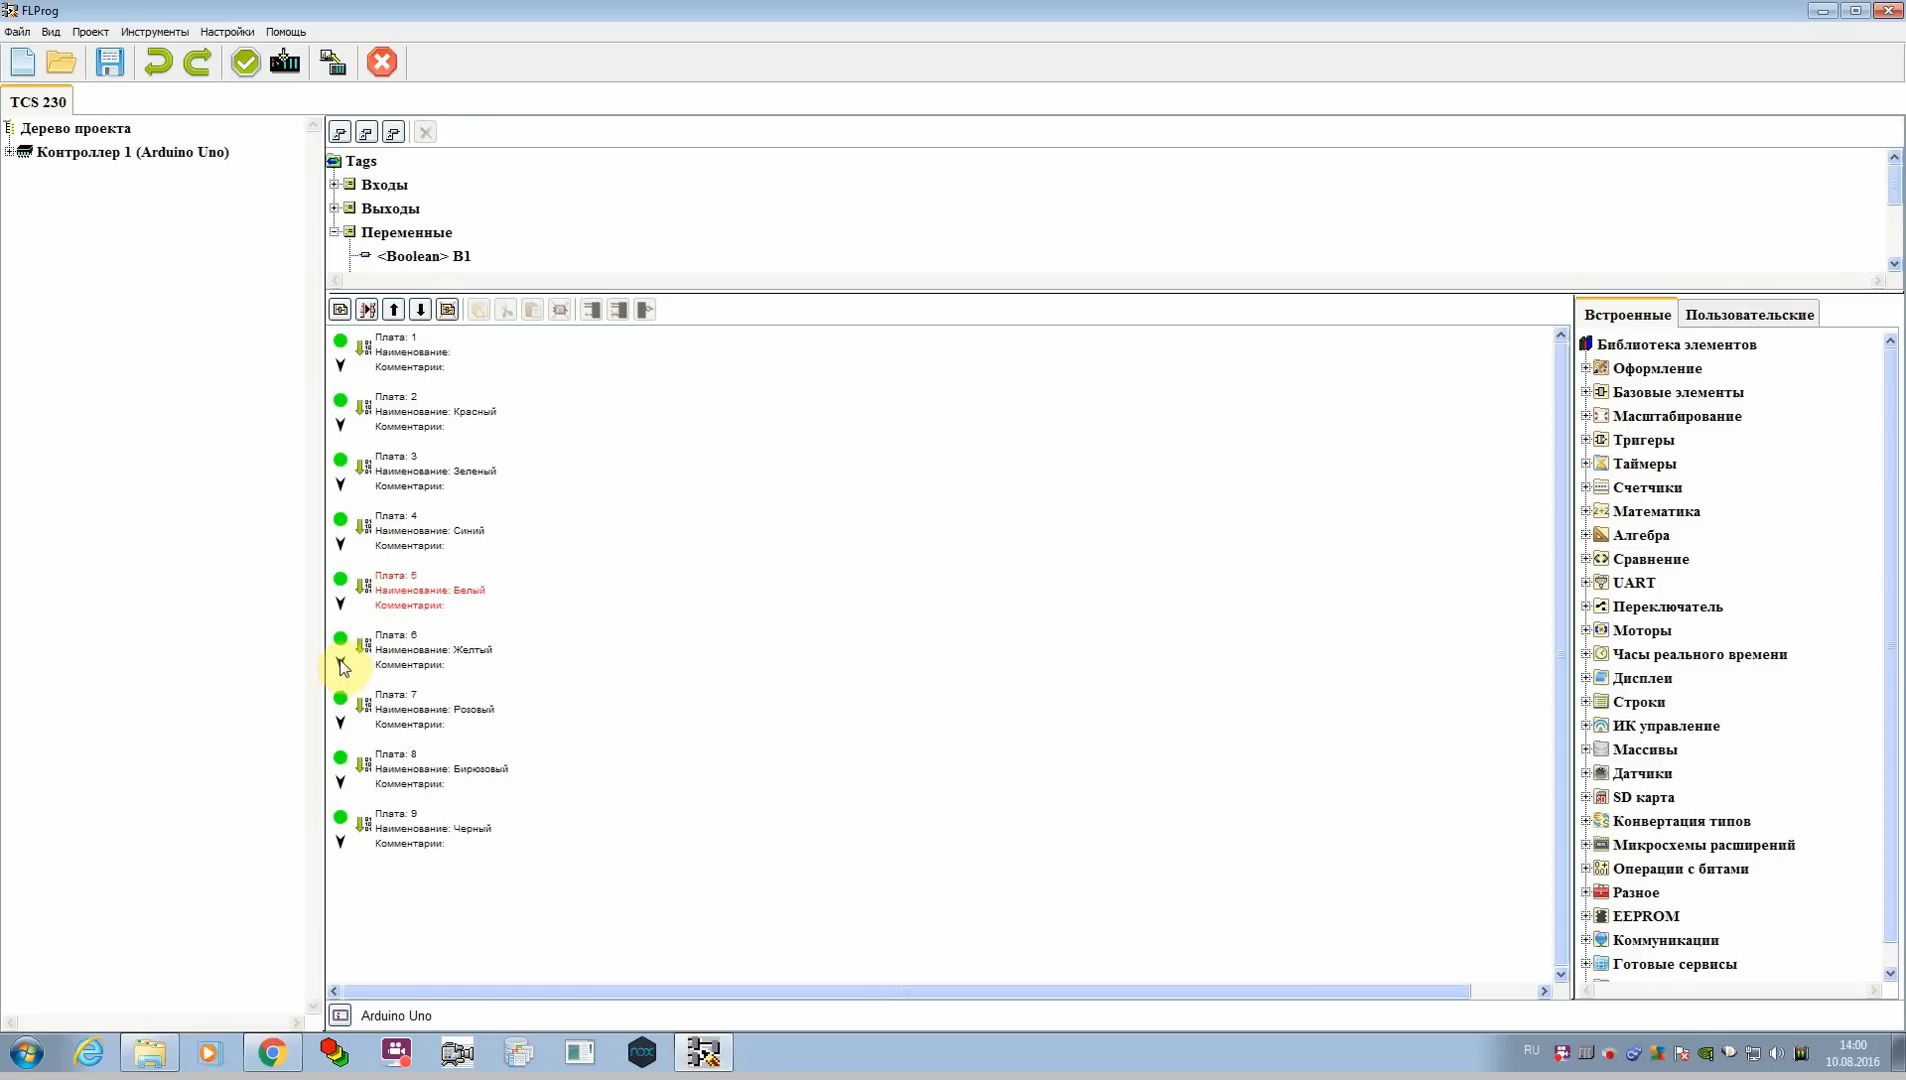 FLProg
Файл Вид Проект Инструменты Настройки Помощь
TCS 230
Дерево проекта
Контроллер 1 (Arduino Uno)
Tags
Входы
Выходы
Переменные
<Boolean> B1
Плата: 1
Наименование:
Комментарии:
Плата: 2
Наименование: Красный
Комментарии:
Плата: 3
Наименование: Зеленый
Комментарии:
Плата: 4
Наименование: Синий
Комментарии:
Плата: 5
Наименование: Белый
Комментарии:
Плата: 6
Наименование: Желтый
Комментарии:
Плата: 7
Наименование: Розовый
Комментарии:
Плата: 8
Наименование: Бирюзовый
Комментарии:
Плата: 9
Наименование: Черный
Комментарии:
Встроенные Пользовательские
Библиотека элементов
Оформление
Базовые элементы
Масштабирование
Тригеры
Таймеры
Счетчики
Математика
Алгебра
Сравнение
UART
Переключатель
Моторы
Часы реального времени
Дисплеи
Строки
ИК управление
Массивы
Датчики
SD карта
Конвертация типов
Микросхемы расширений
Операции с битами
Разное
EEPROM
Коммуникации
Готовые сервисы
Arduino Uno
nox
RU
14:00
10.08.2016